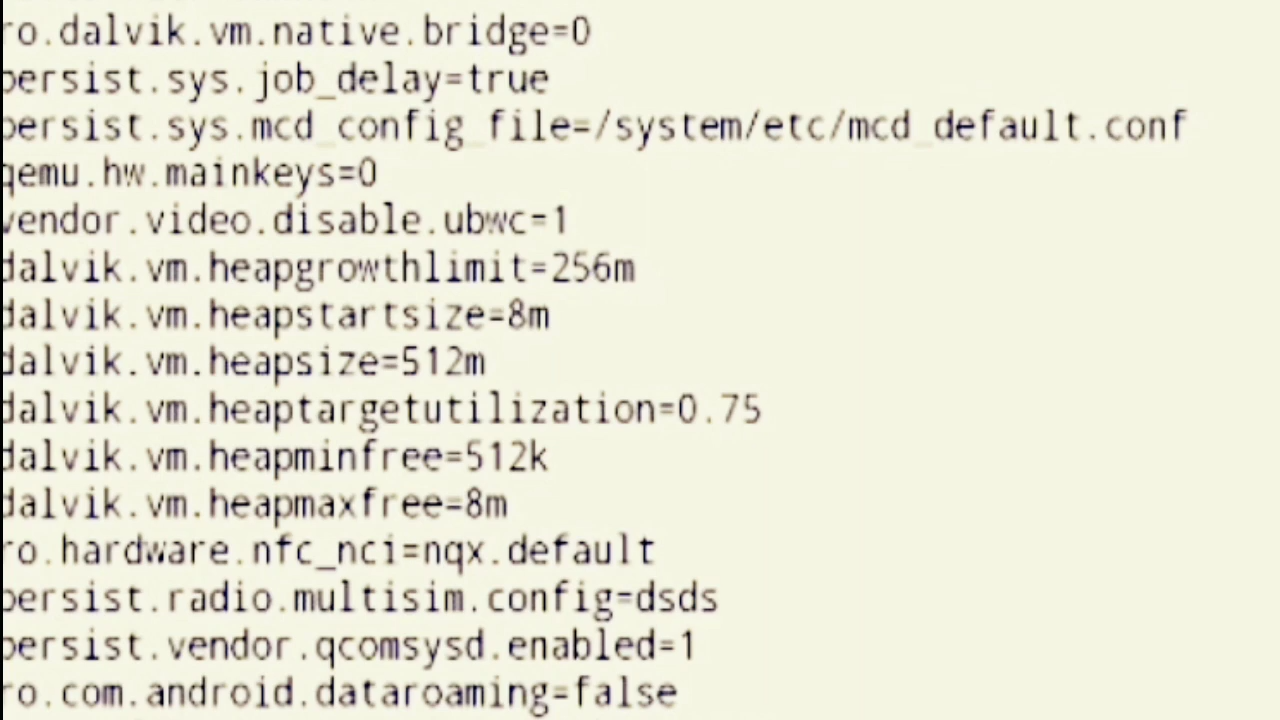 ro.dalvik.vm.native.bridge=0
persist.sys.job_delay=true
persist.sys.mcd_config_file=/system/etc/mcd_default.conf
qemu.hw.mainkeys=0
vendor.video.disable.ubwc=1
dalvik.vm.heapgrowthlimit=256m
dalvik.vm.heapstartsize=8m
dalvik.vm.heapsize=512m
dalvik.vm.heaptargetutilization=0.75
dalvik.vm.heapminfree=512k
dalvik.vm.heapmaxfree=8m
ro.hardware.nfc_nci=nqx.default
persist.radio.multisim.config=dsds
persist.vendor.qcomsysd.enabled=1
ro.com.android.dataroaming=false